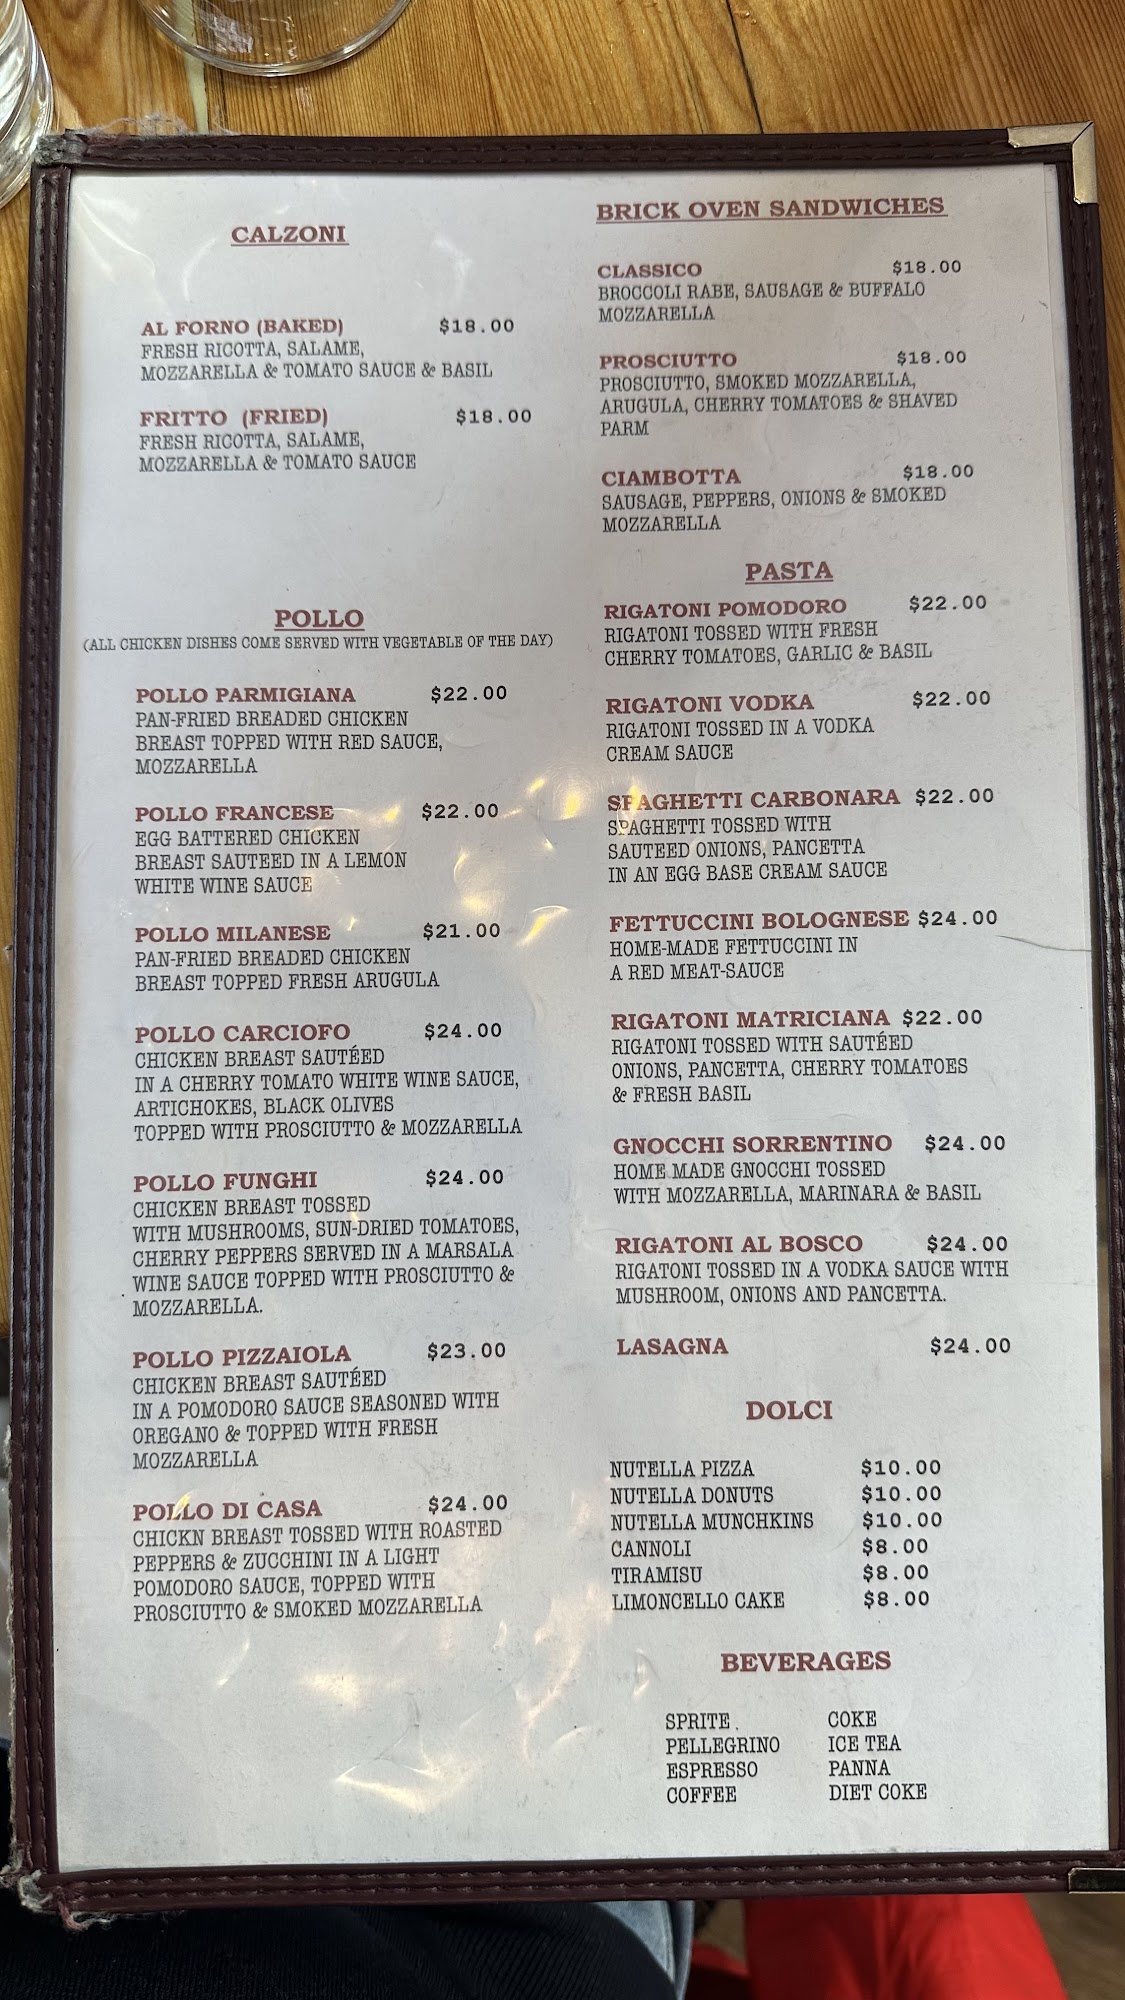 CALZONI
AL FORNO (BAKED) $18.00
FRESH RICOTTA, SALAME,
MOZZARELLA & TOMATO SAUCE & BASIL
FRITTO (FRIED) $18.00
FRESH RICOTTA, SALAME,
MOZZARELLA & TOMATO SAUCE
POLLO
(ALL CHICKEN DISHES COME SERVED WITH VEGETABLE OF THE DAY)
POLLO PARMIGIANA $22.00
PAN-FRIED BREADED CHICKEN
BREAST TOPPED WITH RED SAUCE,
MOZZARELLA
POLLO FRANCESE $22.00
EGG BATTERED CHICKEN
BREAST SAUTEED IN A LEMON
WHITE WINE SAUCE
POLLO MILANESE $21.00
PAN-FRIED BREADED CHICKEN
BREAST TOPPED FRESH ARUGULA
POLLO CARCIOFO $24.00
CHICKEN BREAST SAUTÉED
IN A CHERRY TOMATO WHITE WINE SAUCE,
ARTICHOKES, BLACK OLIVES
TOPPED WITH PROSCIUTTO & MOZZARELLA
POLLO FUNGHI $24.00
CHICKEN BREAST TOSSED
WITH MUSHROOMS, SUN-DRIED TOMATOES,
CHERRY PEPPERS SERVED IN A MARSALA
WINE SAUCE TOPPED WITH PROSCIUTTO &
MOZZARELLA.
POLLO PIZZAIOLA $23.00
CHICKEN BREAST SAUTÉED
IN A POMODORO SAUCE SEASONED WITH
OREGANO & TOPPED WITH FRESH
MOZZARELLA
POLLO DI CASA $24.00
CHICKN BREAST TOSSED WITH ROASTED
PEPPERS & ZUCCHINI IN A LIGHT
POMODORO SAUCE, TOPPED WITH
PROSCIUTTO & SMOKED MOZZARELLA
BRICK OVEN SANDWICHES
CLASSICO $18.00
BROCCOLI RABE, SAUSAGE & BUFFALO
MOZZARELLA
PROSCIUTTO $18.00
PROSCIUTTO, SMOKED MOZZARELLA,
ARUGULA, CHERRY TOMATOES & SHAVED
PARM
CIAMBOTTA $18.00
SAUSAGE, PEPPERS, ONIONS & SMOKED
MOZZARELLA
PASTA
RIGATONI POMODORO $22.00
RIGATONI TOSSED WITH FRESH
CHERRY TOMATOES, GARLIC & BASIL
RIGATONI VODKA $22.00
RIGATONI TOSSED IN A VODKA
CREAM SAUCE
SPAGHETTI CARBONARA $22.00
SPAGHETTI TOSSED WITH
SAUTEED ONIONS, PANCETTA
IN AN EGG BASE CREAM SAUCE
FETTUCCINI BOLOGNESE $24.00
HOME-MADE FETTUCCINI IN
A RED MEAT-SAUCE
RIGATONI MATRICIANA $22.00
RIGATONI TOSSED WITH SAUTÉED
ONIONS, PANCETTA, CHERRY TOMATOES
& FRESH BASIL
GNOCCHI SORRENTINO $24.00
HOME MADE GNOCCHI TOSSED
WITH MOZZARELLA, MARINARA & BASIL
RIGATONI AL BOSCO $24.00
RIGATONI TOSSED IN A VODKA SAUCE WITH
MUSHROOM, ONIONS AND PANCETTA.
LASAGNA $24.00
DOLCI
NUTELLA PIZZA $10.00
NUTELLA DONUTS $10.00
NUTELLA MUNCHKINS $10.00
CANNOLI $8.00
TIRAMISU $8.00
LIMONCELLO CAKE $8.00
BEVERAGES
SPRITE COKE
PELLEGRINO ICE TEA
ESPRESSO PANNA
COFFEE DIET COKE